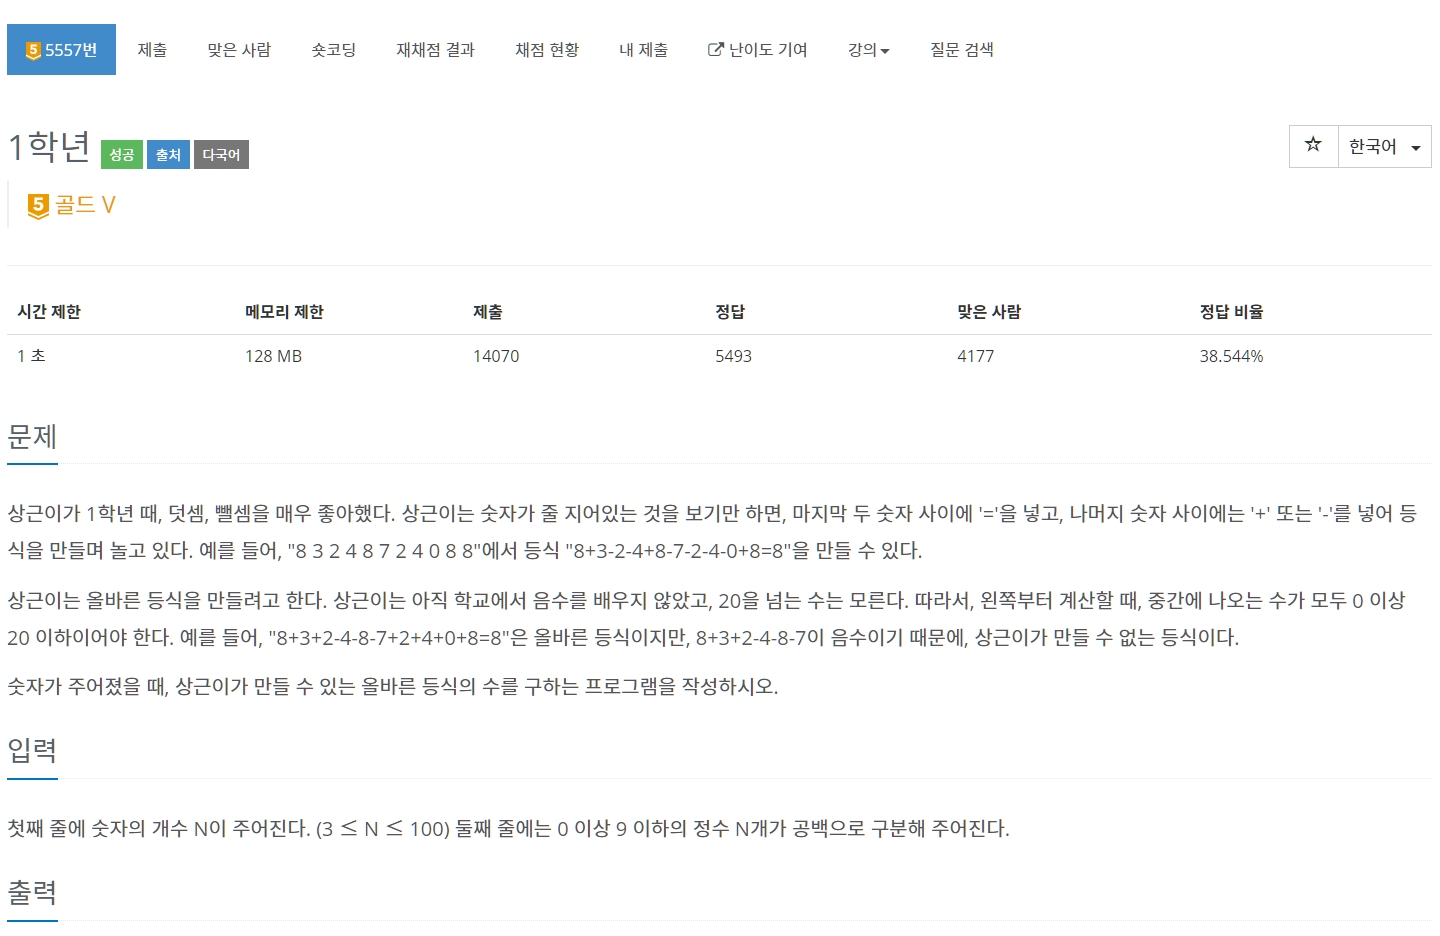 5 5557번 제출 맞은 사람 숏코딩 재채점 결과 채점 현황 내 제출 난이도 기여 강의 질문 검색
1학년 성공 출처 다국어 한국어
5 골드 V
시간 제한 메모리 제한 제출 정답 맞은 사람 정답 비율
1 초 128 MB 14070 5493 4177 38.544%
문제
상근이가 1학년 때, 덧셈, 뺄셈을 매우 좋아했다. 상근이는 숫자가 줄 지어있는 것을 보기만 하면, 마지막 두 숫자 사이에 '='을 넣고, 나머지 숫자 사이에는 '+' 또는 '-'를 넣어 등
식을 만들며 놀고 있다. 예를 들어, "8 3 2 4 8 7 2 4 0 8 8"에서 등식 "8+3-2-4+8-7-2-4-0+8=8"을 만들 수 있다.
상근이는 올바른 등식을 만들려고 한다. 상근이는 아직 학교에서 음수를 배우지 않았고, 20을 넘는 수는 모른다. 따라서, 왼쪽부터 계산할 때, 중간에 나오는 수가 모두 0 이상
20 이하이어야 한다. 예를 들어, "8+3+2-4-8-7+2+4+0+8=8"은 올바른 등식이지만, 8+3+2-4-8-7이 음수이기 때문에, 상근이가 만들 수 없는 등식이다.
숫자가 주어졌을 때, 상근이가 만들 수 있는 올바른 등식의 수를 구하는 프로그램을 작성하시오.
입력
첫째 줄에 숫자의 개수 N이 주어진다. (3 ≤ N ≤ 100) 둘째 줄에는 0 이상 9 이하의 정수 N개가 공백으로 구분해 주어진다.
출력